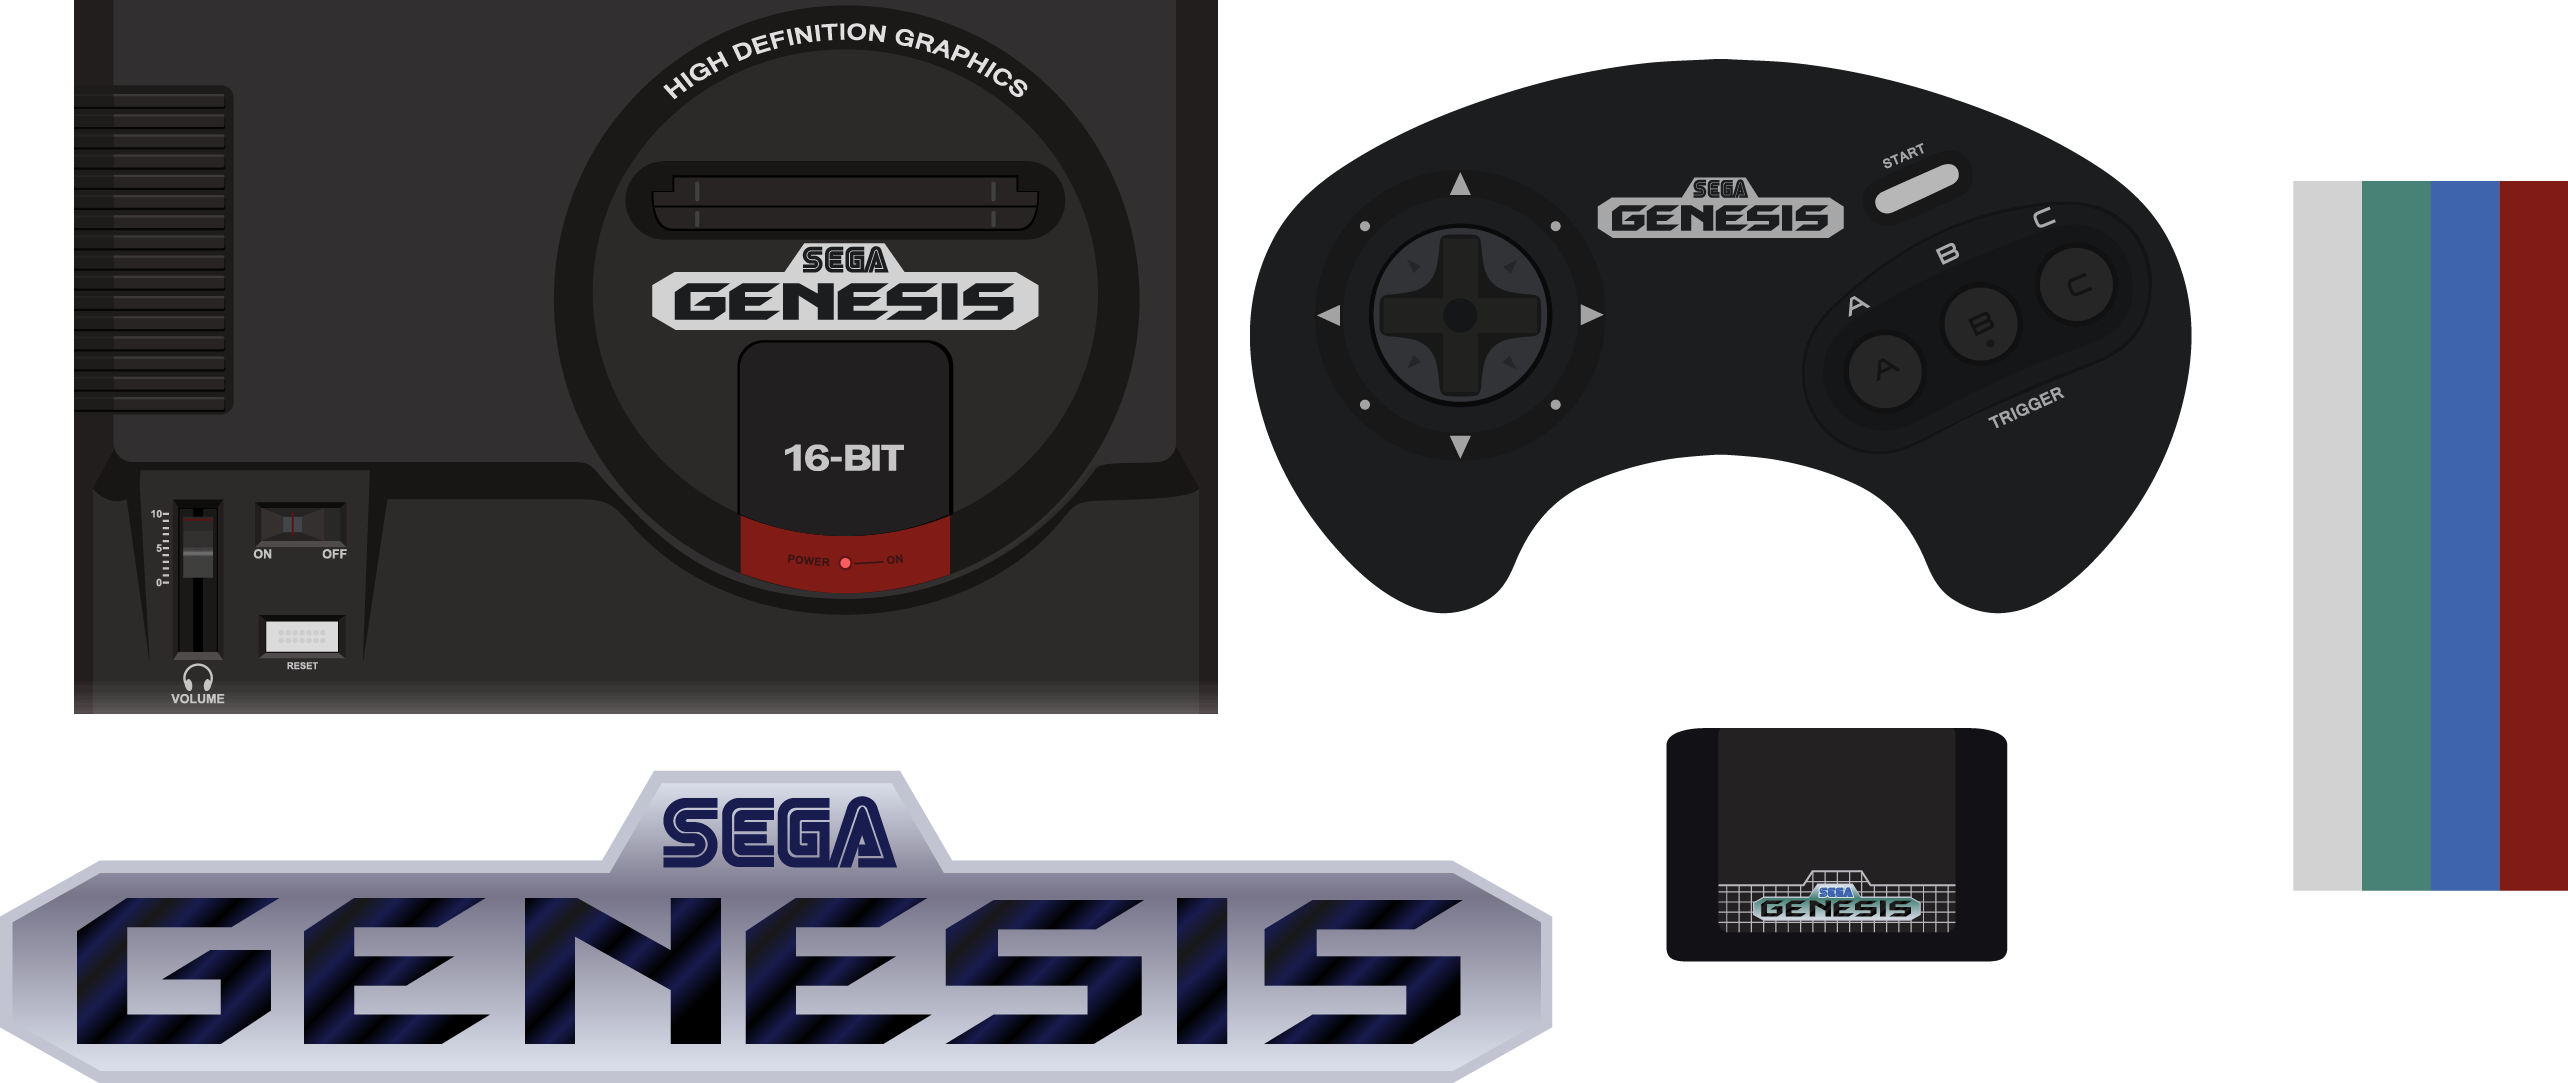 HIGH DEFINITION GRAPHICS
SEGA
GENESIS
16-BIT
POWER ON
10
5
0
ON OFF
RESET
VOLUME
SEGA
GENESIS
START
A B C
A B C
TRIGGER
SEGA
GENESIS
SEGA
GENESIS